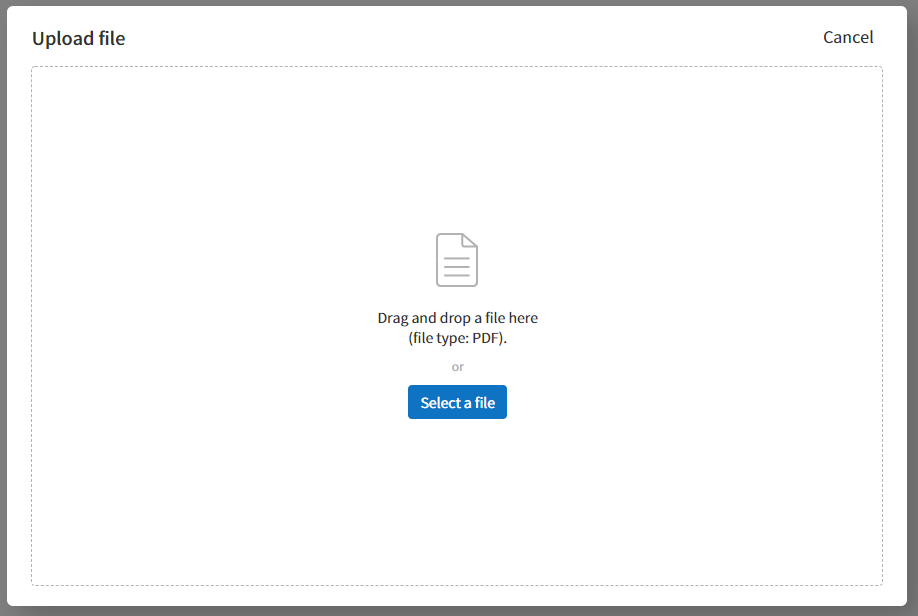 Upload file
Cancel
Drag and drop a file here
(file type: PDF).
or
Select a file